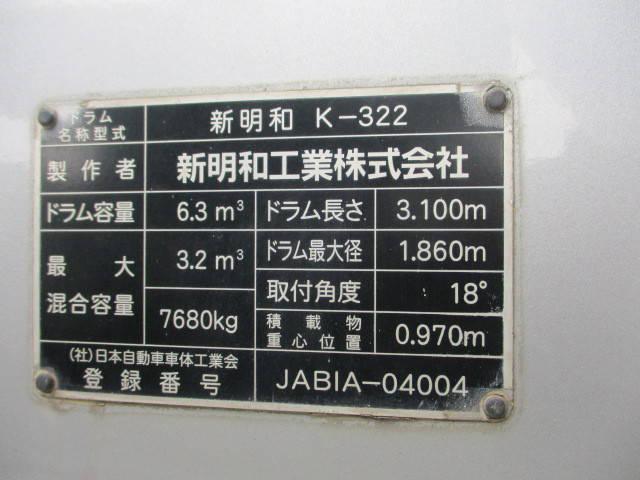 ドラム
名称型式
新明和 K-322
製作者
新明和工業株式会社
ドラム容量
6.3 m³
ドラム長さ
3.100m
最大
混合容量
3.2 m³
7680kg
ドラム最大径
1.860m
取付角度
18°
積載物
重心位置
0.970m
(社)日本自動車車体工業会
登録番号
JABIA-04004